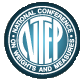 NATIONAL CONFERENCE
ON WEIGHTS AND MEASURES
NTEP